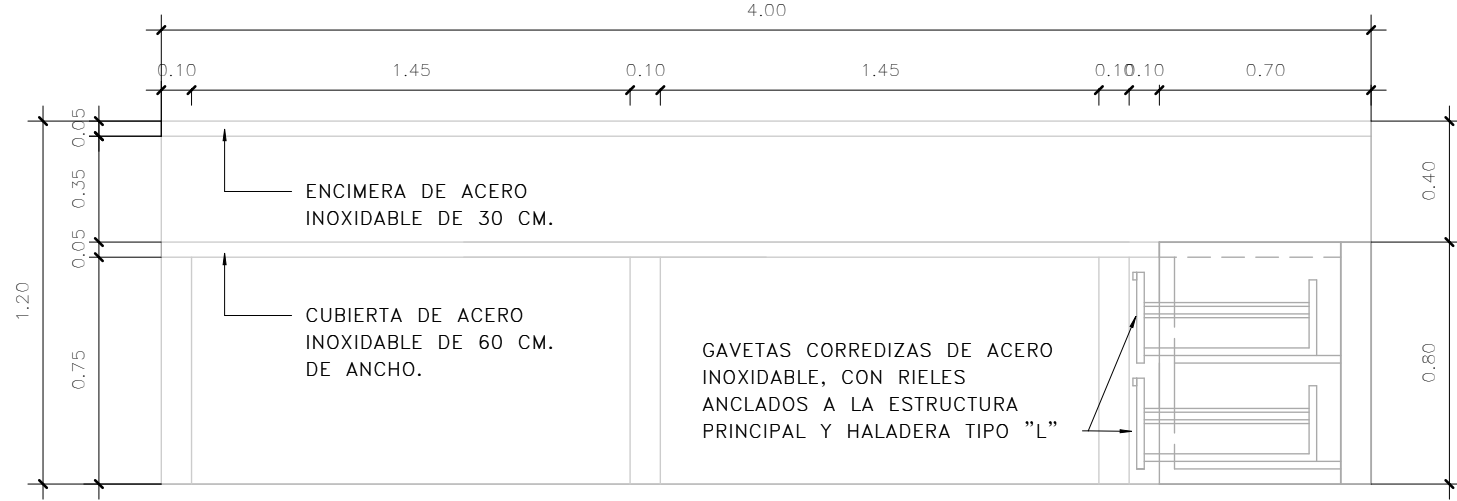 4.00
0.10 1.45 0.10 1.45 0.10 0.10 0.70
0.05
0.35
0.05
1.20
0.75
0.40
0.80
ENCIMERA DE ACERO
INOXIDABLE DE 30 CM.
CUBIERTA DE ACERO
INOXIDABLE DE 60 CM.
DE ANCHO.
GAVETAS CORREDIZAS DE ACERO
INOXIDABLE, CON RIELES
ANCLADOS A LA ESTRUCTURA
PRINCIPAL Y HALADERA TIPO ”L”